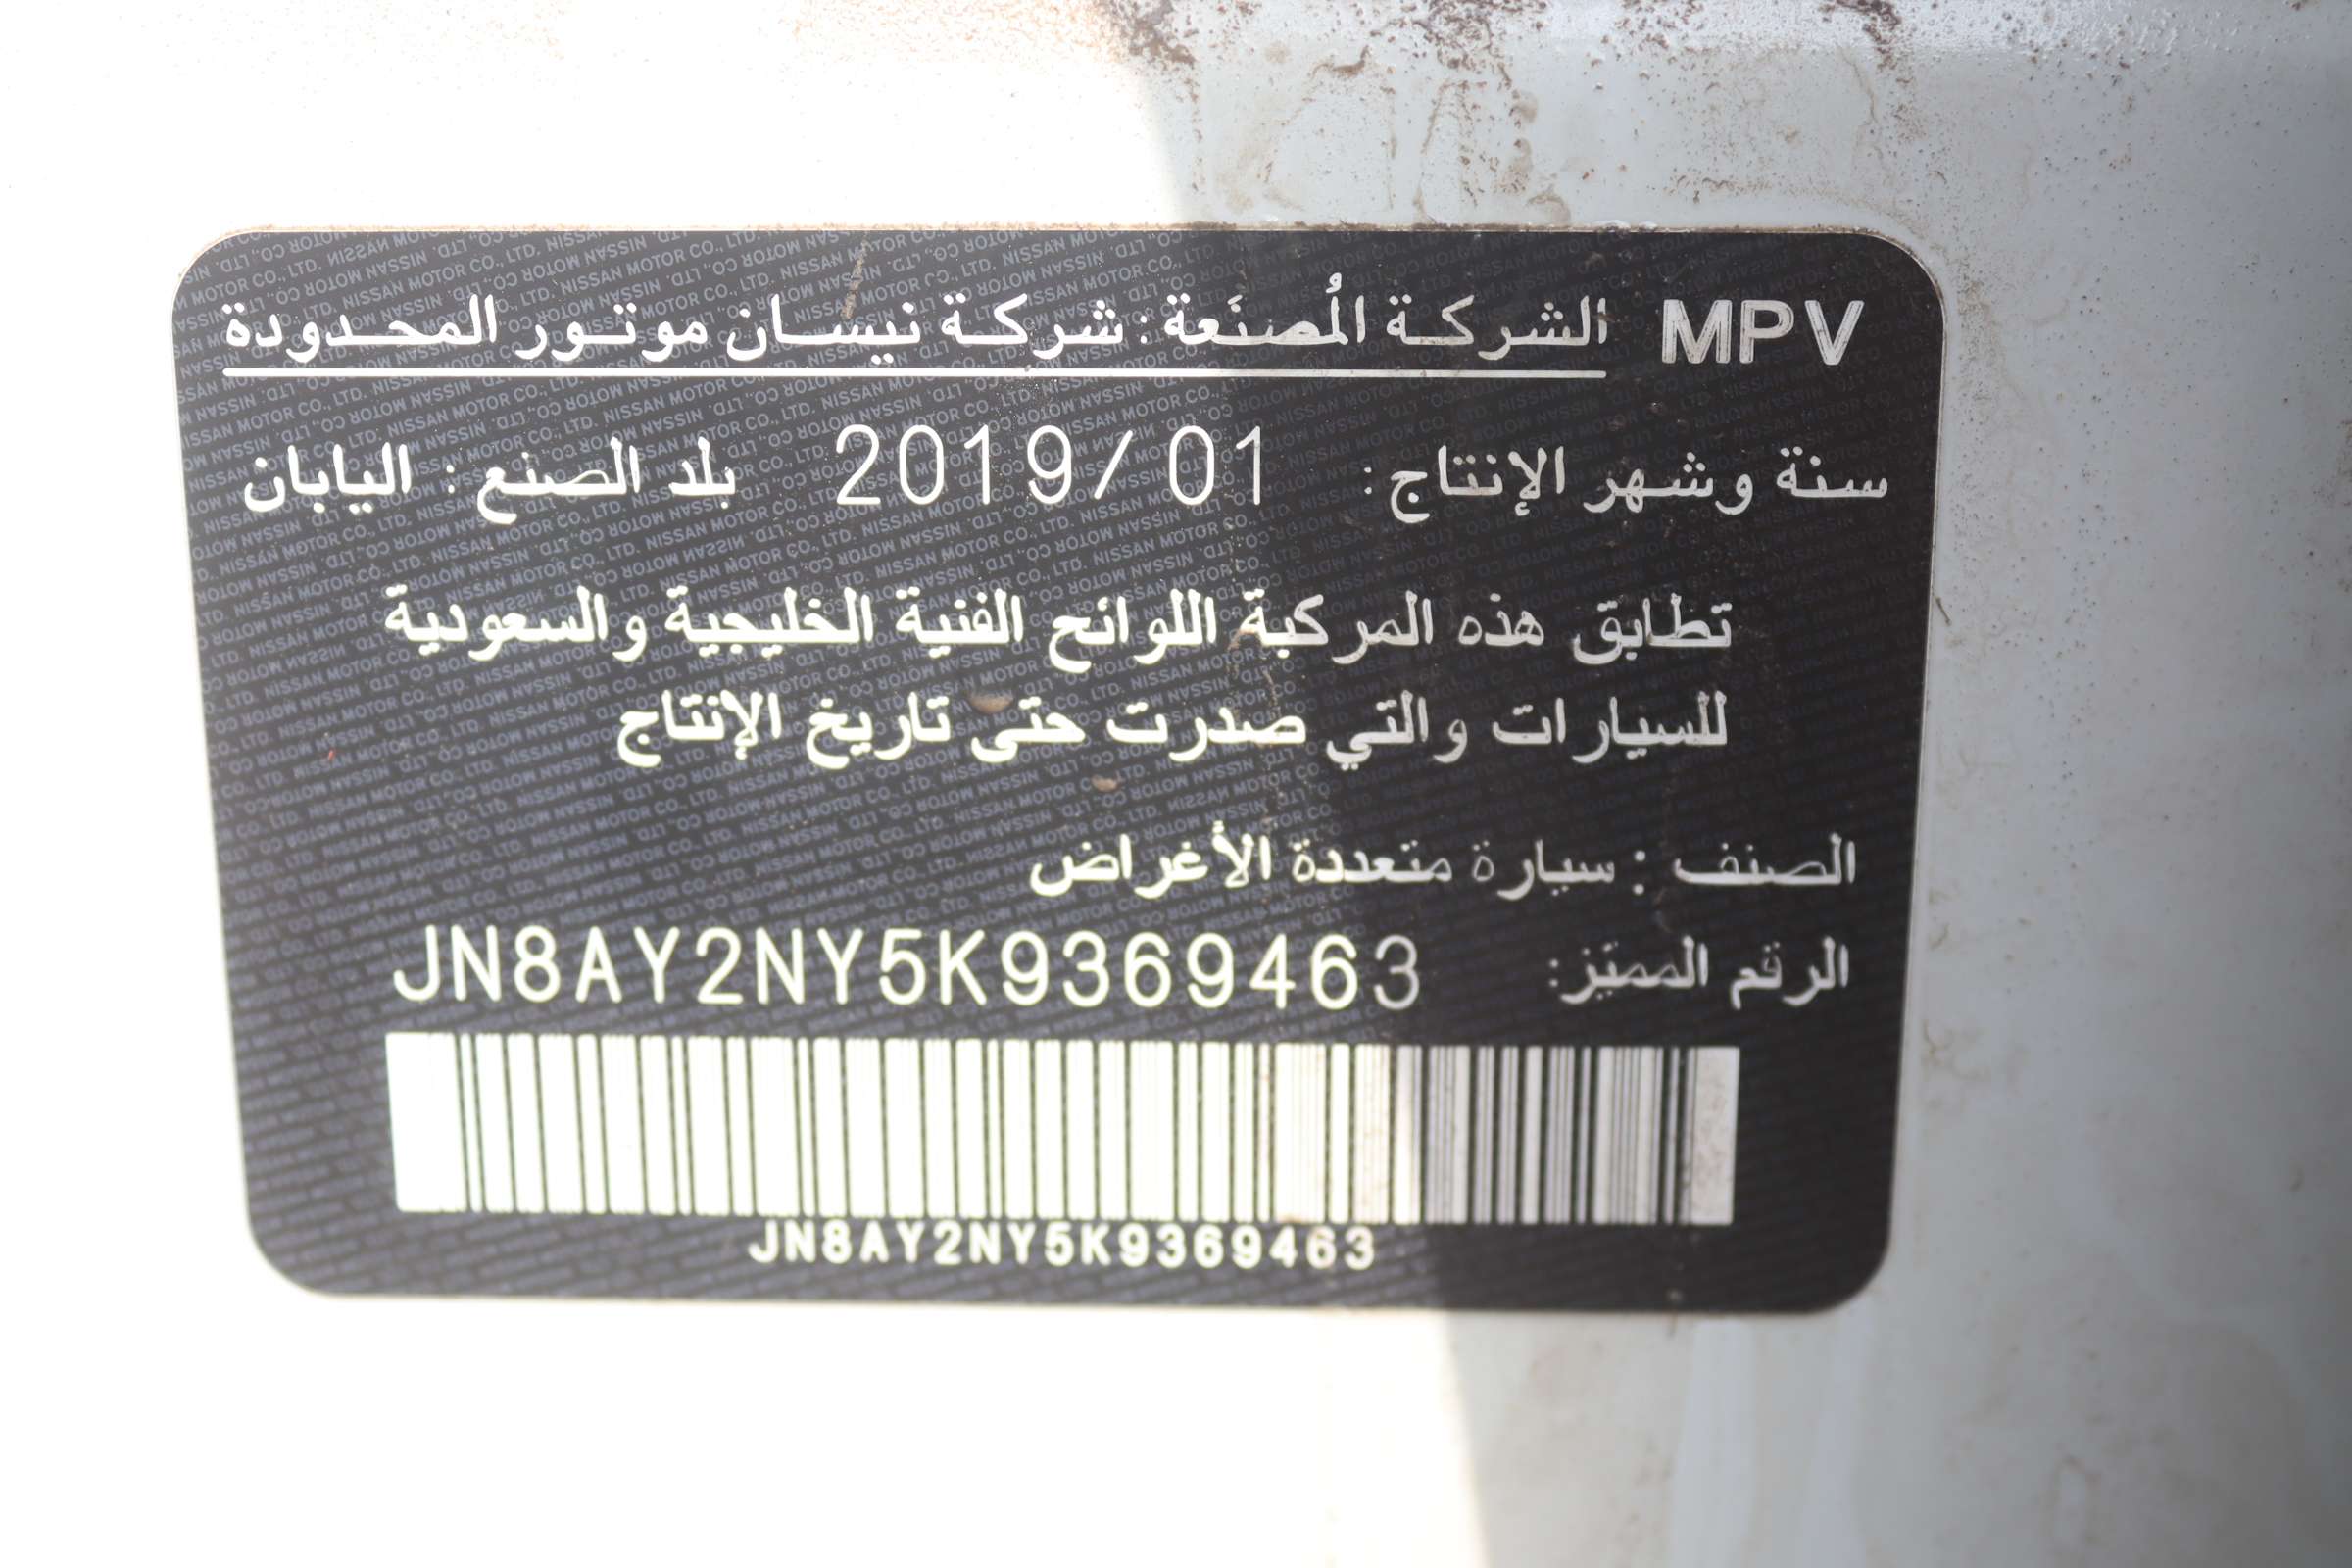 MPV الشركة المُصنَعة : شركة نيسان موتور المحدودة
سنة وشهر الإنتاج : 2019/01 بلد الصنع : اليابان
تطابق هذه المركبة اللوائح الفنية الخليجية والسعودية
للسيارات والتي صدرت حتى تاريخ الإنتاج
الصنف : سيارة متعددة الأغراض
الرقم المميّز: JN8AY2NY5K9369463
JN8AY2NY5K9369463